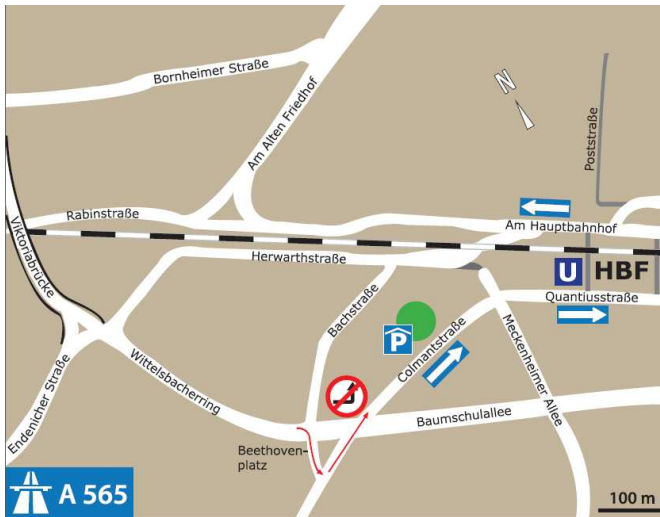 Bornheimer Straße
Am Alten Friedhof
N
Poststraße
Viktoriabrücke
Rabinstraße
Am Hauptbahnhof
Herwarthstraße
U HBF
Quantiusstraße
Bachstraße
P
Colmantstraße
Meckenheimer Allee
Endenicher Straße
Wittelsbacherring
Baumschulallee
Beethoven-
platz
A 565
100 m